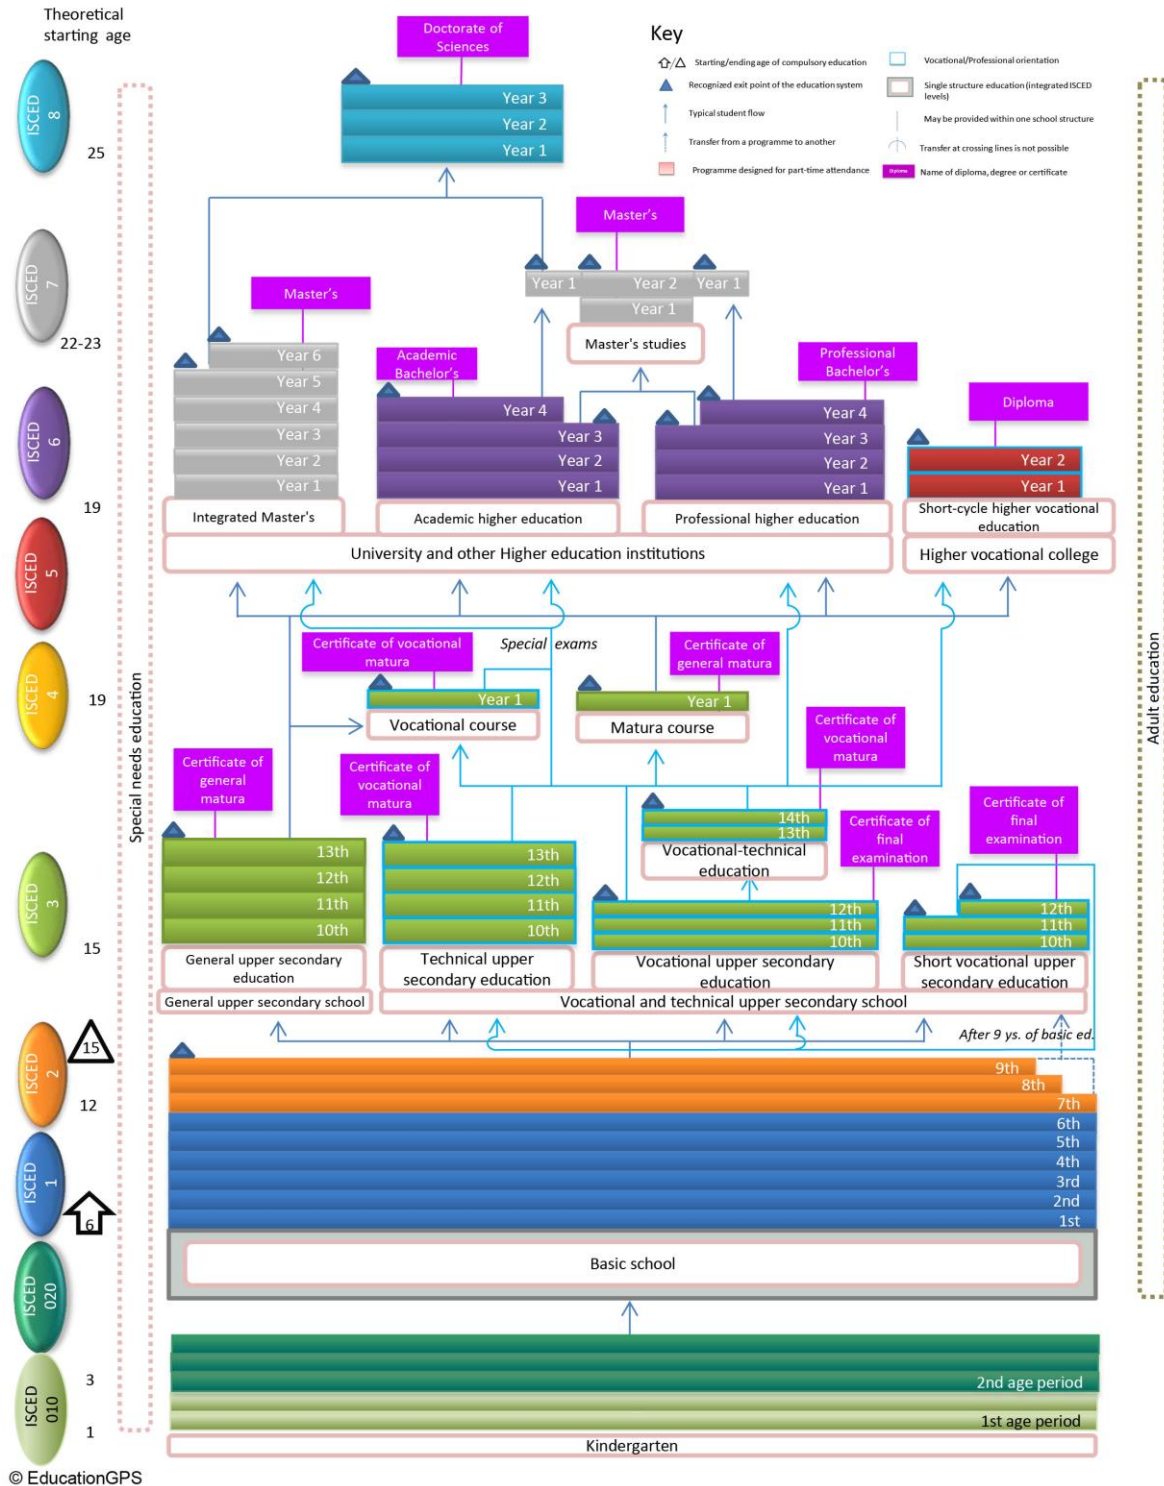 Theoretical
starting age
Doctorate of
Sciences
Key
Starting/ending age of compulsory education
Recognized exit point of the education system
Typical student flow
Transfer from a programme to another
Programme designed for part-time attendance
Vocational/Professional orientation
Single structure education (integrated ISCED
levels)
May be provided within one school structure
Transfer at crossing lines is not possible
Diploma
Name of diploma, degree or certificate
ISCED
8
25
Year 3
Year 2
Year 1
Master's
ISCED
7
22-23
Year 1
Year 2
Year 1
Year 1
Master's studies
Master's
Year 6
Year 5
Year 4
Year 3
Year 2
Year 1
Integrated Master's
Academic
Bachelor's
Year 4
Year 3
Year 2
Year 1
Academic higher education
Professional
Bachelor's
Year 4
Year 3
Year 2
Year 1
Professional higher education
Diploma
Year 2
Year 1
Short-cycle higher vocational
education
ISCED
6
19
University and other Higher education institutions
Higher vocational college
ISCED
5
Special exams
Certificate of vocational
matura
Year 1
Vocational course
Certificate of
general matura
Year 1
Matura course
ISCED
4
19
Special needs education
Adult education
Certificate of
general
matura
13th
12th
11th
10th
General upper secondary
education
General upper secondary school
Certificate of
vocational
matura
13th
12th
11th
10th
Technical upper
secondary education
Certificate of
vocational
matura
14th
13th
Vocational-technical
education
Certificate of
final
examination
12th
11th
10th
Vocational upper secondary
education
Certificate of
final
examination
12th
11th
10th
Short vocational upper
secondary education
Vocational and technical upper secondary school
ISCED
3
15
After 9 ys. of basic ed.
ISCED
2
15
12
9th
8th
7th
6th
5th
4th
3rd
2nd
1st
ISCED
1
6
Basic school
ISCED
020
3
2nd age period
ISCED
010
1
1st age period
Kindergarten
© EducationGPS